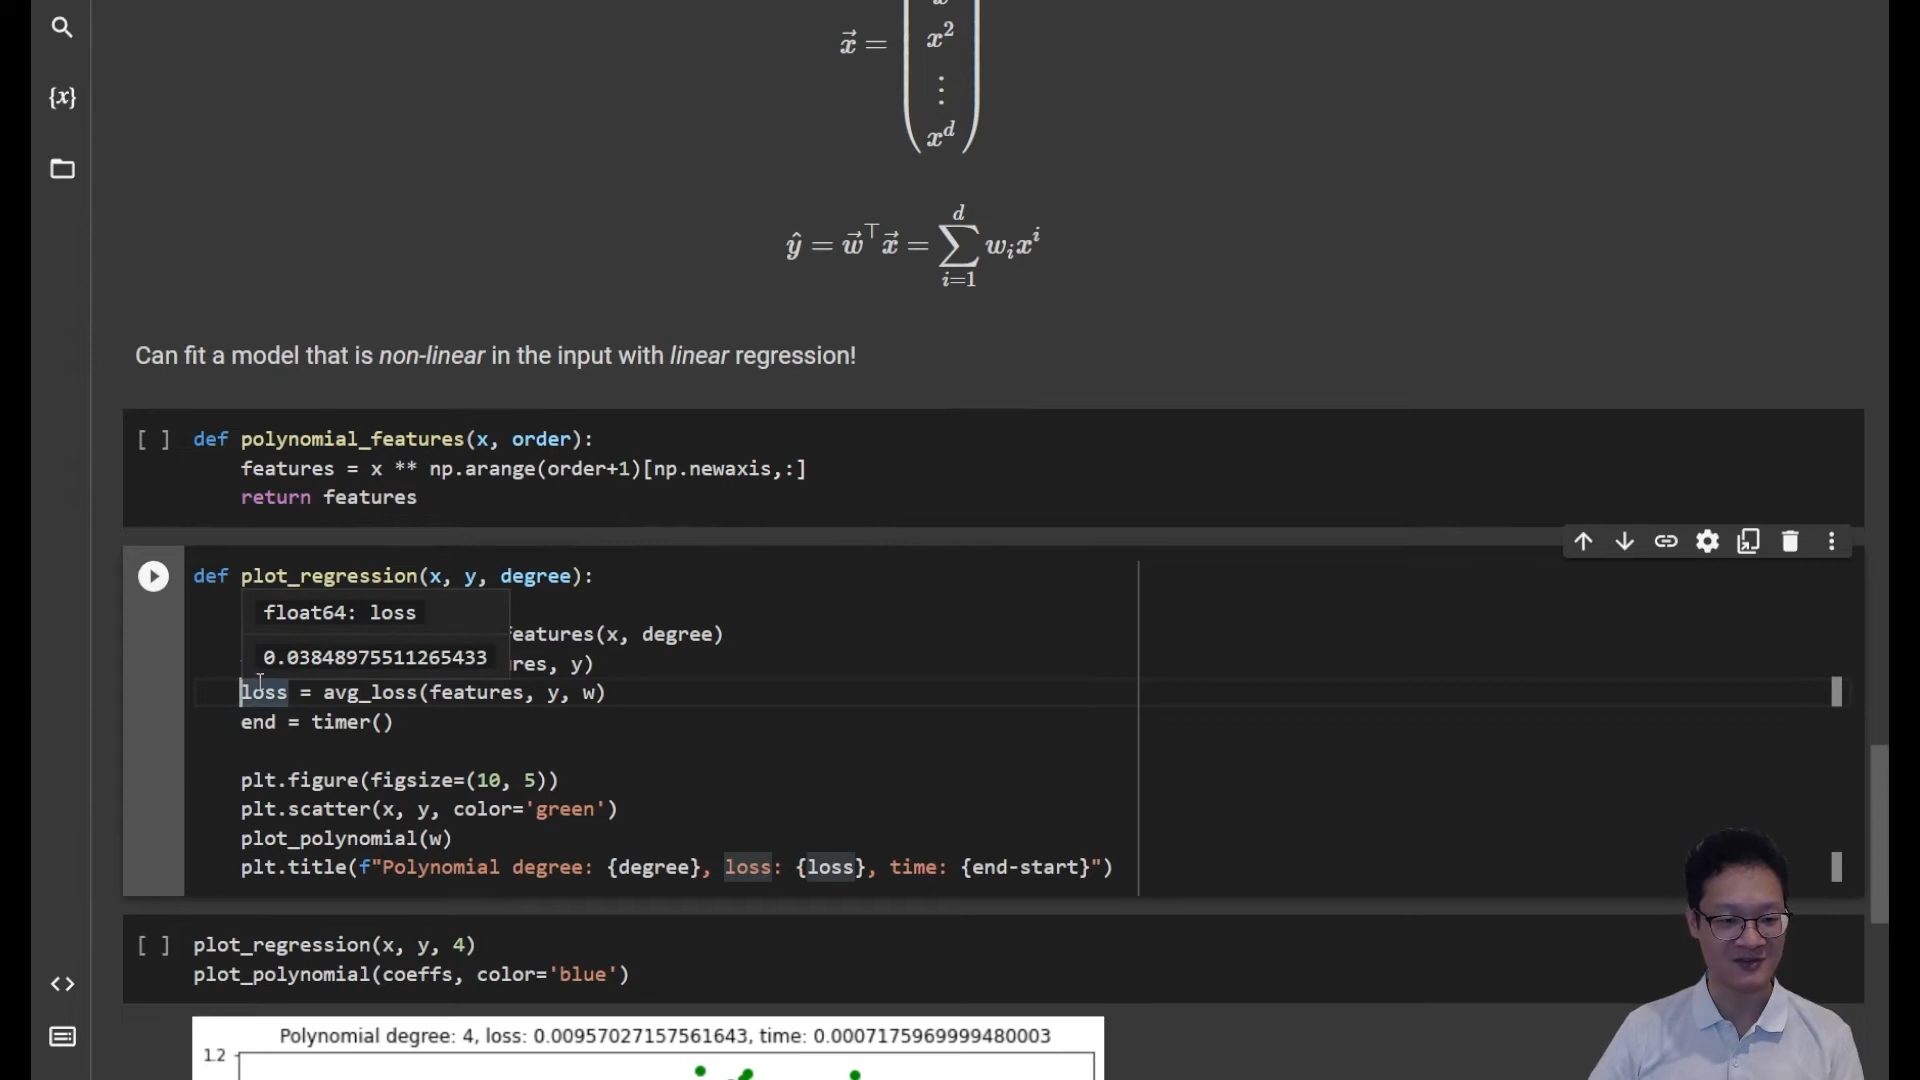 x⃗ =
x²
⋮
x^d
ŷ = w⃗^⊤ x⃗ = ∑_{i=1}^{d} w_i x^i
{x}
Can fit a model that is non-linear in the input with linear regression!
[ ] def polynomial_features(x, order):
features = x ** np.arange(order+1)[np.newaxis,:]
return features
def plot_regression(x, y, degree):
float64: loss
features(x, degree)
0.03848975511265433
res, y)
loss = avg_loss(features, y, w)
end = timer()
plt.figure(figsize=(10, 5))
plt.scatter(x, y, color='green')
plot_polynomial(w)
plt.title(f"Polynomial degree: {degree}, loss: {loss}, time: {end-start}")
[ ] plot_regression(x, y, 4)
plot_polynomial(coeffs, color='blue')
Polynomial degree: 4, loss: 0.00957027157561643, time: 0.0007175969999480003
1.2